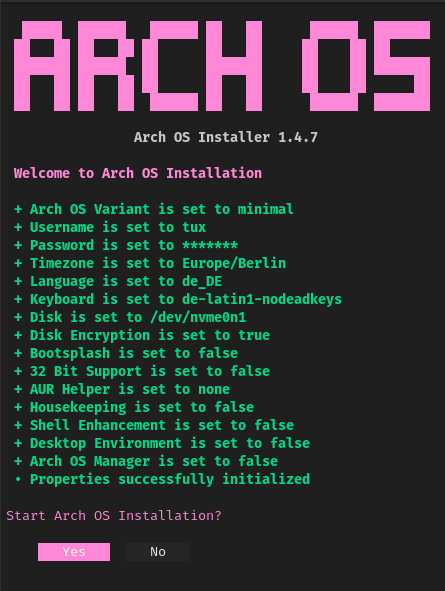 ARCH OS
Arch OS Installer 1.4.7
Welcome to Arch OS Installation
+ Arch OS Variant is set to minimal
+ Username is set to tux
+ Password is set to *******
+ Timezone is set to Europe/Berlin
+ Language is set to de_DE
+ Keyboard is set to de-latin1-nodeadkeys
+ Disk is set to /dev/nvme0n1
+ Disk Encryption is set to true
+ Bootsplash is set to false
+ 32 Bit Support is set to false
+ AUR Helper is set to none
+ Housekeeping is set to false
+ Shell Enhancement is set to false
+ Desktop Environment is set to false
+ Arch OS Manager is set to false
• Properties successfully initialized
Start Arch OS Installation?
Yes No